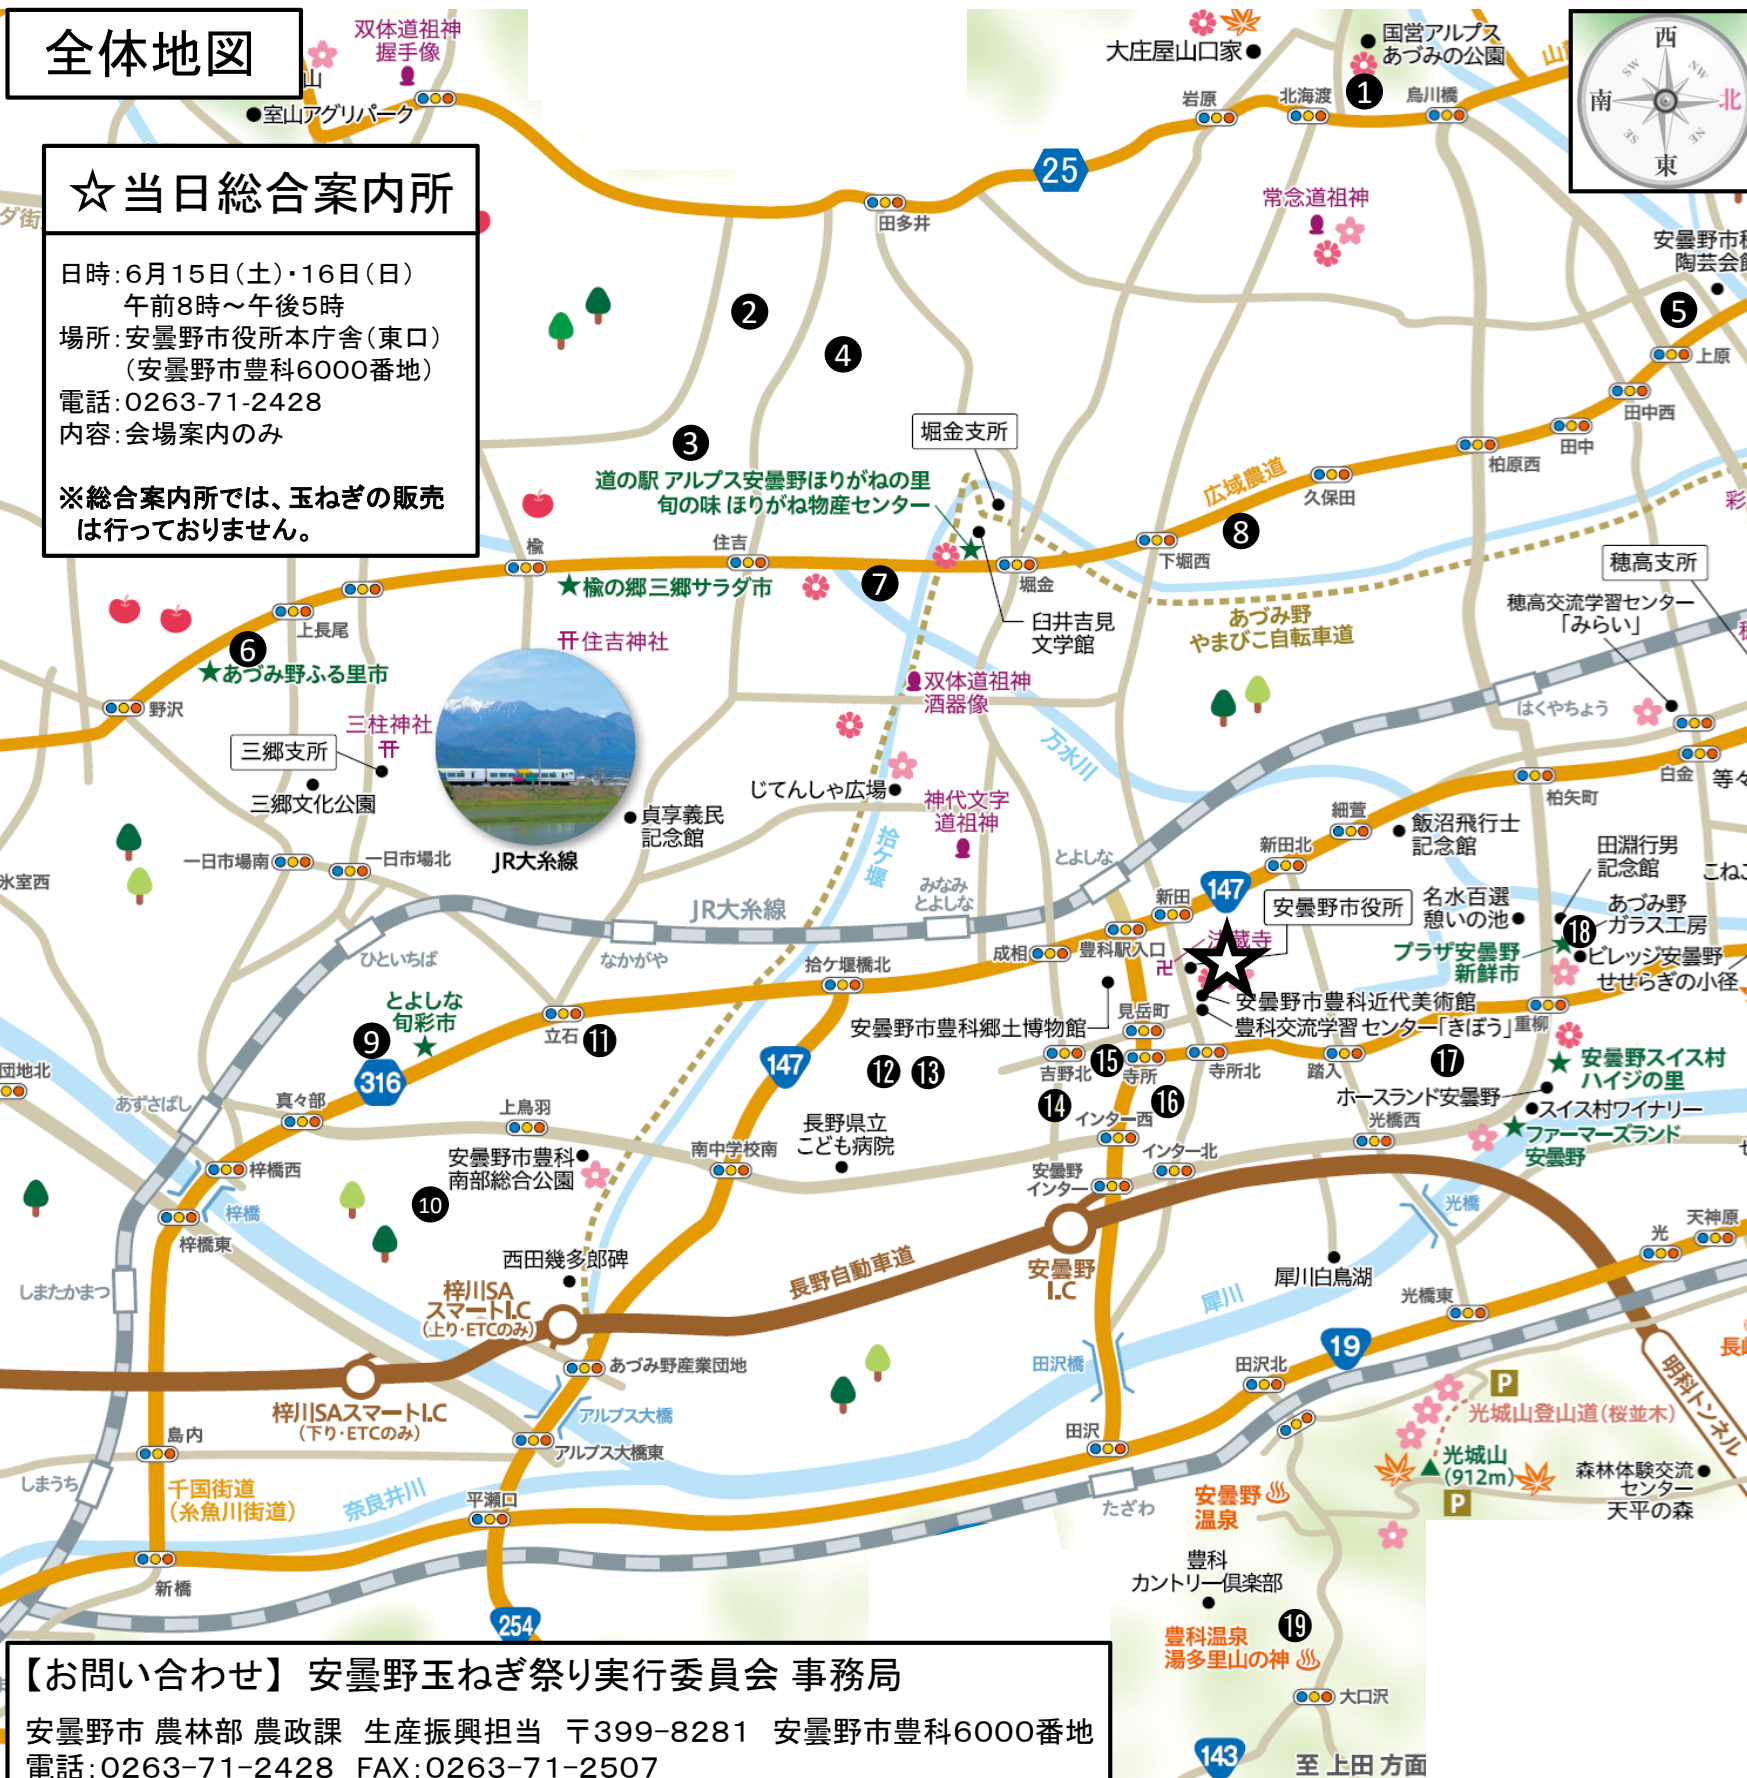 全体地図
双体道祖神
握手像
山
室山アグリパーク
大庄屋山口家
国営アルプス
あづみの公園
岩原
北海渡
❶
烏川橋
西
南
北
東
SW
NW
SE
NE
25
☆当日総合案内所
日時：6月15日（土）・16日（日）
午前8時～午後5時
場所：安曇野市役所本庁舎（東口）
（安曇野市豊科6000番地）
電話：0263-71-2428
内容：会場案内のみ
※総合案内所では、玉ねぎの販売
は行っておりません。
ダ街
田多井
常念道祖神
安曇野市
陶芸会館
❷
❹
❺
上原
田中西
田中
柏原西
❸
堀金支所
道の駅 アルプス安曇野ほりがねの里
旬の味 ほりがね物産センター
広域農道
久保田
❽
下堀西
楡
住吉
★楡の郷 三郷サラダ市
❼
堀金
臼井吉見
文学館
あづみ野
やまびこ自転車道
穂高支所
穂高交流学習センター
「みらい」
彩
上長尾
❻
★あづみ野ふる里市
野沢
住吉神社
双体道祖神
酒器像
万水川
はくやちょう
三柱神社
三郷支所
三郷文化公園
JR大糸線
貞享義民
記念館
じてんしゃ広場
神代文字
道祖神
拾ケ堰
白金
等々
柏矢町
細萱
飯沼飛行士
記念館
新田北
田淵行男
記念館
こねこ
一日市場南
一日市場北
氷室西
JR大糸線
みなみ
とよしな
とよしな
新田
147
安曇野市役所
名水百選
憩いの池
あづみ野
ガラス工房
⓲
プラザ安曇野
新鮮市
ビレッジ安曇野
せせらぎの小径
ひといちば
なかがや
拾ケ堰橋北
成相
豊科駅入口
法蔵寺
卍
☆
とよしな
旬彩市
❾
316
立石
⓫
安曇野市豊科郷土博物館
見岳町
安曇野市豊科近代美術館
豊科交流学習センター「きぼう」
重柳
団地北
あずさばし
真々部
上鳥羽
147
⓬
⓭
吉野北
⓯
寺所
寺所北
踏入
⓱
安曇野スイス村
ハイジの里
ホースランド安曇野
スイス村ワイナリー
ファーマーズランド
安曇野
⓮
⓰
インター西
インター北
光橋西
長野県立
こども病院
南中学校南
安曇野市豊科
南部総合公園
❿
梓橋西
梓橋
梓橋東
安曇野
インター
光橋
光
天神原
西田幾多郎碑
長野自動車道
安曇野
I.C
犀川
犀川白鳥湖
光橋東
しまたかまつ
梓川SA
スマートI.C
（上り・ETCのみ）
あづみ野産業団地
梓川SAスマートI.C
（下り・ETCのみ）
アルプス大橋
アルプス大橋東
田沢橋
田沢北
19
明科トンネル
P
光城山登山道（桜並木）
田沢
光城山
（912m）
P
森林体験交流
センター
天平の森
島内
しまうち
千国街道
（糸魚川街道）
奈良井川
平瀬口
たざわ
安曇野
温泉
新橋
254
豊科
カントリー倶楽部
⓳
豊科温泉
湯多里山の神
大口沢
143
至 上田 方面
【お問い合わせ】 安曇野玉ねぎ祭り実行委員会 事務局
安曇野市 農林部 農政課 生産振興担当 〒399-8281 安曇野市豊科6000番地
電話：0263-71-2428 FAX：0263-71-2507